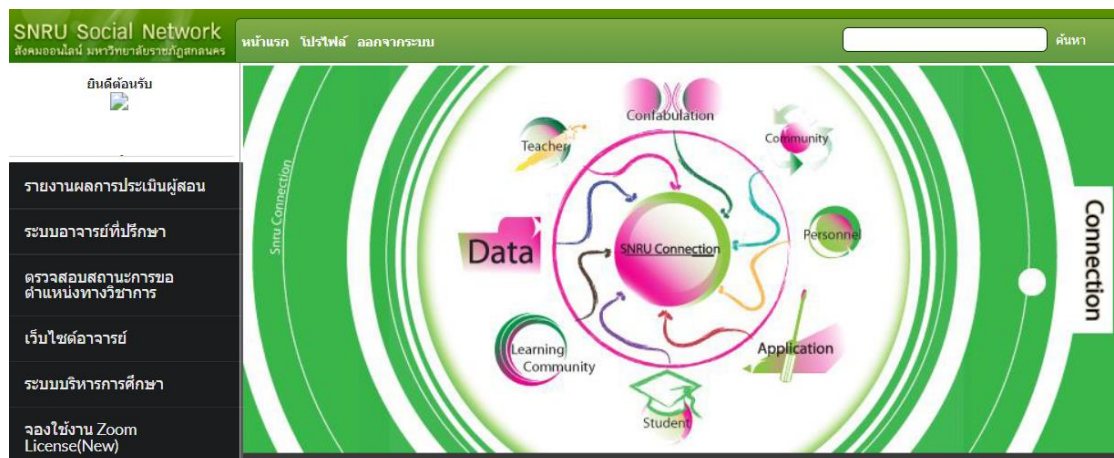 SNRU Social Network
สังคมออนไลน์ มหาวิทยาลัยราชภัฏสกลนคร
หน้าแรก โปรไฟล์ ออกจากระบบ
ค้นหา
ยินดีต้อนรับ
รายงานผลการประเมินผู้สอน
ระบบอาจารย์ที่ปรึกษา
ตรวจสอบสถานะการขอ
ตำแหน่งทางวิชาการ
เว็บไซต์อาจารย์
ระบบบริหารการศึกษา
จองใช้งาน Zoom
License(New)
Snru Connection
Confabulation
Teacher
Community
Data
SNRU Connection
Personnel
Learning
Community
Application
Student
Connection